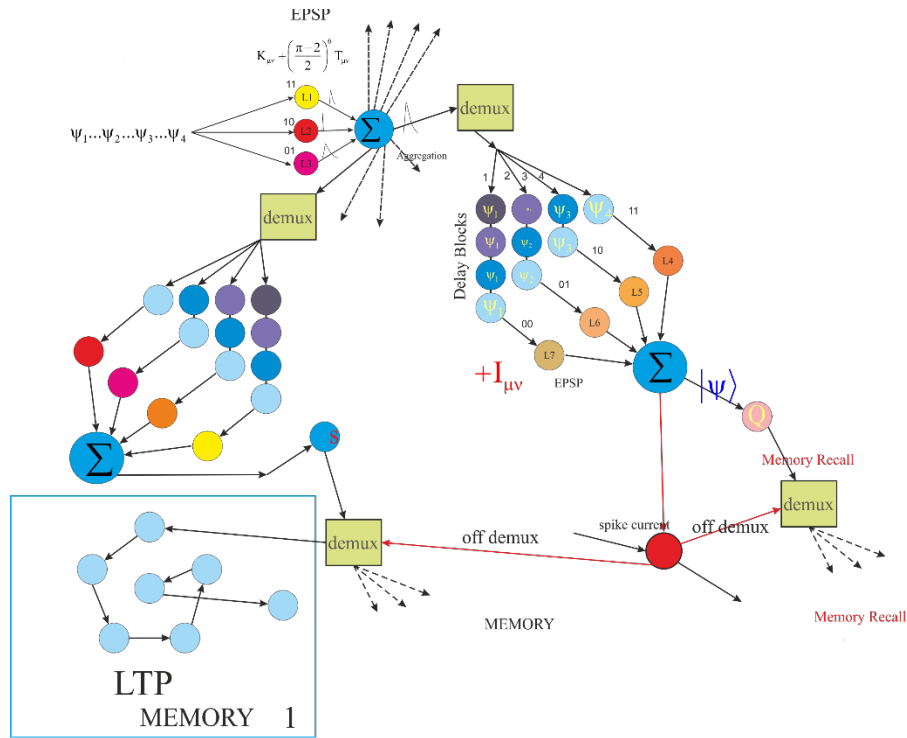 EPSP
K_μν + ((π−2)/2)^6 T_μν
11
L1
10
L2
01
L3
ψ₁...ψ₂...ψ₃...ψ₄
Σ
Aggregation
demux
demux
1 2 3 4
Delay Blocks
ψ₁ ψ₃
ψ₁ ψ₂ ψ₃
ψ₁ ψ₂
ψ₁
11
L4
10
L5
01
L6
00
L7
EPSP
+I_μν
Σ
|ψ⟩
Q
Memory Recall
demux
Σ
S
demux
off demux
spike current
off demux
MEMORY
Memory Recall
LTP
MEMORY 1